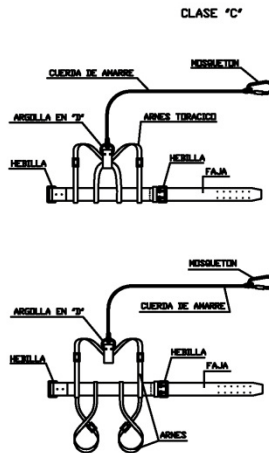 CLASE "C"
MOSQUETON
CUERDA DE AMARRE
ARGOLLA EN "D"
ARNES TORACICO
HEBILLA
HEBILLA
FAJA
MOSQUETON
ARGOLLA EN "D"
CUERDA DE AMARRE
HEBILLA
HEBILLA
FAJA
ARNES